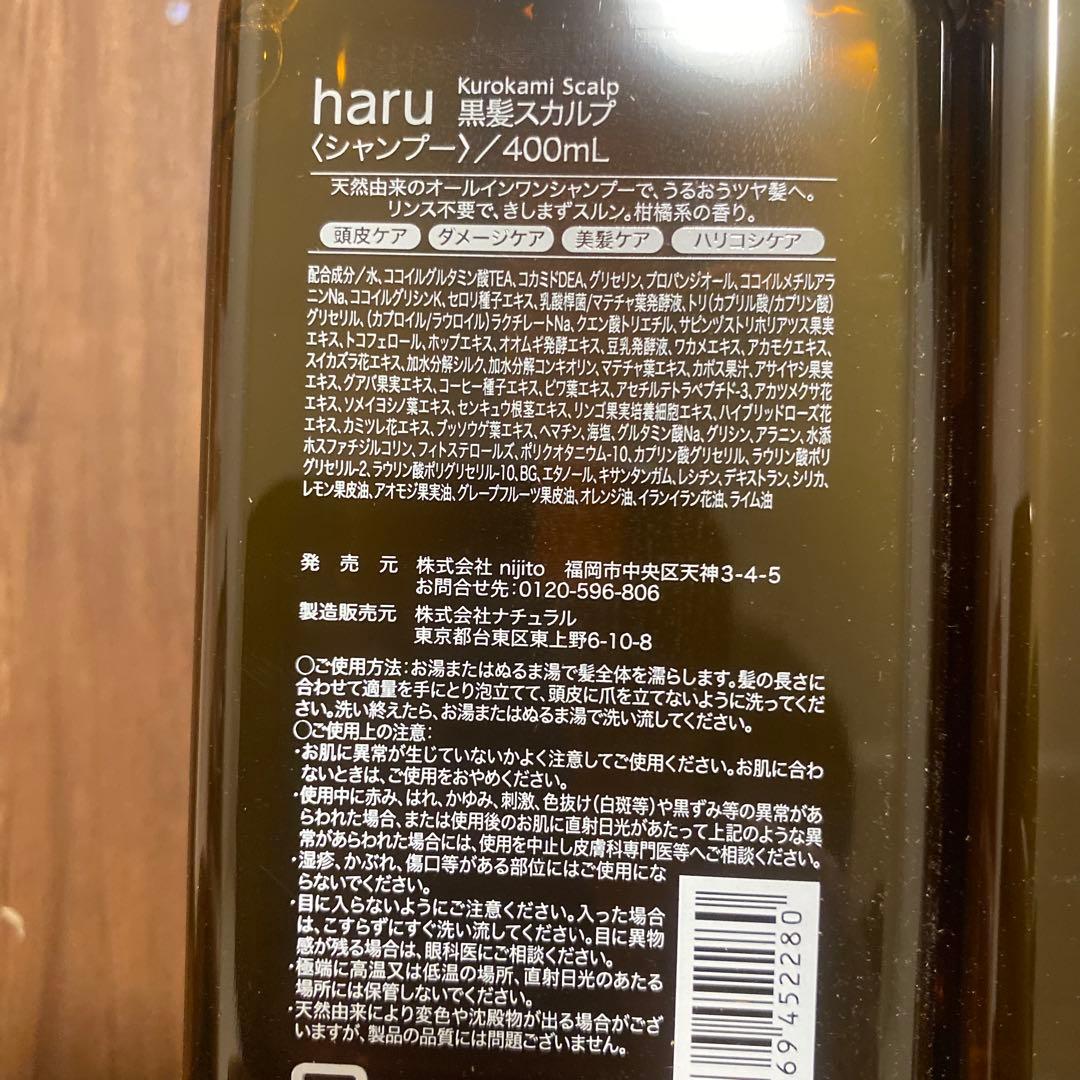 haru Kurokami Scalp
黒髪スカルプ
〈シャンプー〉/400mL
天然由来のオールインワンシャンプーで、うるおうツヤ髪へ。
リンス不要で、きしまずスルン。柑橘系の香り。
頭皮ケア ダメージケア 美髪ケア ハリコシケア
配合成分/水、ココイルグルタミン酸TEA、コカミドDEA、グリセリン、プロパンジオール、ココイルメチルアラ
ニンNa、ココイルグリシンK、セロリ種子エキス、乳酸桿菌/マテチャ葉発酵液、トリ(カプリル酸/カプリン酸)
グリセリル、(カプロイル/ラウロイル)ラクチレートNa、クエン酸トリエチル、サピンヅストリホリアツス果実
エキス、トコフェロール、ホップエキス、オオムギ発酵エキス、豆乳発酵液、ワカメエキス、アカモクエキス、
スイカズラ花エキス、加水分解シルク、加水分解コンキオリン、マテチャ葉エキス、カボス果汁、アサイヤシ果実
エキス、グアバ果実エキス、コーヒー種子エキス、ビワ葉エキス、アセチルテトラペプチド-3、アカツメクサ花
エキス、ソメイヨシノ葉エキス、センキュウ根茎エキス、リンゴ果実培養細胞エキス、ハイブリッドローズ花
エキス、カミツレ花エキス、ブッソウゲ葉エキス、ヘマチン、海塩、グルタミン酸Na、グリシン、アラニン、水添
ホスファチジルコリン、フィトステロールズ、ポリクオタニウム-10、カプリン酸グリセリル、ラウリン酸ポリ
グリセリル-2、ラウリン酸ポリグリセリル-10、BG、エタノール、キサンタンガム、レシチン、デキストラン、シリカ、
レモン果皮油、アオモジ果実油、グレープフルーツ果皮油、オレンジ油、イランイラン花油、ライム油
発売元 株式会社 nijito 福岡市中央区天神3-4-5
お問合せ先:0120-596-806
製造販売元 株式会社ナチュラル
東京都台東区東上野6-10-8
〇ご使用方法:お湯またはぬるま湯で髪全体を濡らします。髪の長さに
合わせて適量を手にとり泡立てて、頭皮に爪を立てないように洗ってくだ
さい。洗い終えたら、お湯またはぬるま湯で洗い流してください。
〇ご使用上の注意:
・お肌に異常が生じていないかよく注意してご使用ください。お肌に合わ
ないときは、ご使用をおやめください。
・使用中に赤み、はれ、かゆみ、刺激、色抜け(白斑等)や黒ずみ等の異常があ
らわれた場合、または使用後のお肌に直射日光があたって上記のような異
常があらわれた場合には、使用を中止し皮膚科専門医等へご相談ください。
・湿疹、かぶれ、傷口等がある部位にはご使用にな
らないでください。
・目に入らないようにご注意ください。入った場合
は、こすらずにすぐ洗い流してください。目に異物
感が残る場合は、眼科医にご相談ください。
・極端に高温又は低温の場所、直射日光のあたる
場所には保管しないでください。
・天然由来により変色や沈殿物が出る場合がござ
いますが、製品の品質には問題ございません。
69452280